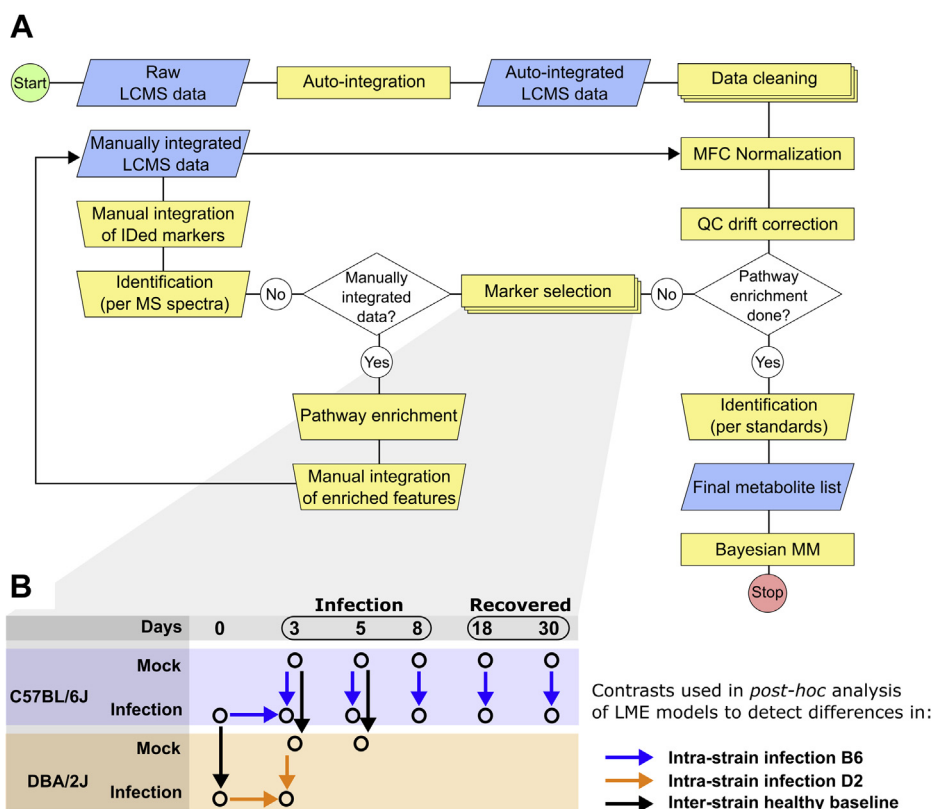 A
Start
Raw
LCMS data
Auto-integration
Auto-integrated
LCMS data
Data cleaning
Manually integrated
LCMS data
MFC Normalization
Manual integration
of IDed markers
QC drift correction
Identification
(per MS spectra)
No
Manually
integrated
data?
Marker selection
No
Pathway
enrichment
done?
Yes
Yes
Pathway enrichment
Identification
(per standards)
Manual integration
of enriched features
Final metabolite list
Bayesian MM
Stop
B
Infection
Recovered
Days 0 3 5 8 18 30
C57BL/6J
Mock
Infection
DBA/2J
Mock
Infection
Contrasts used in post-hoc analysis
of LME models to detect differences in:
Intra-strain infection B6
Intra-strain infection D2
Inter-strain healthy baseline